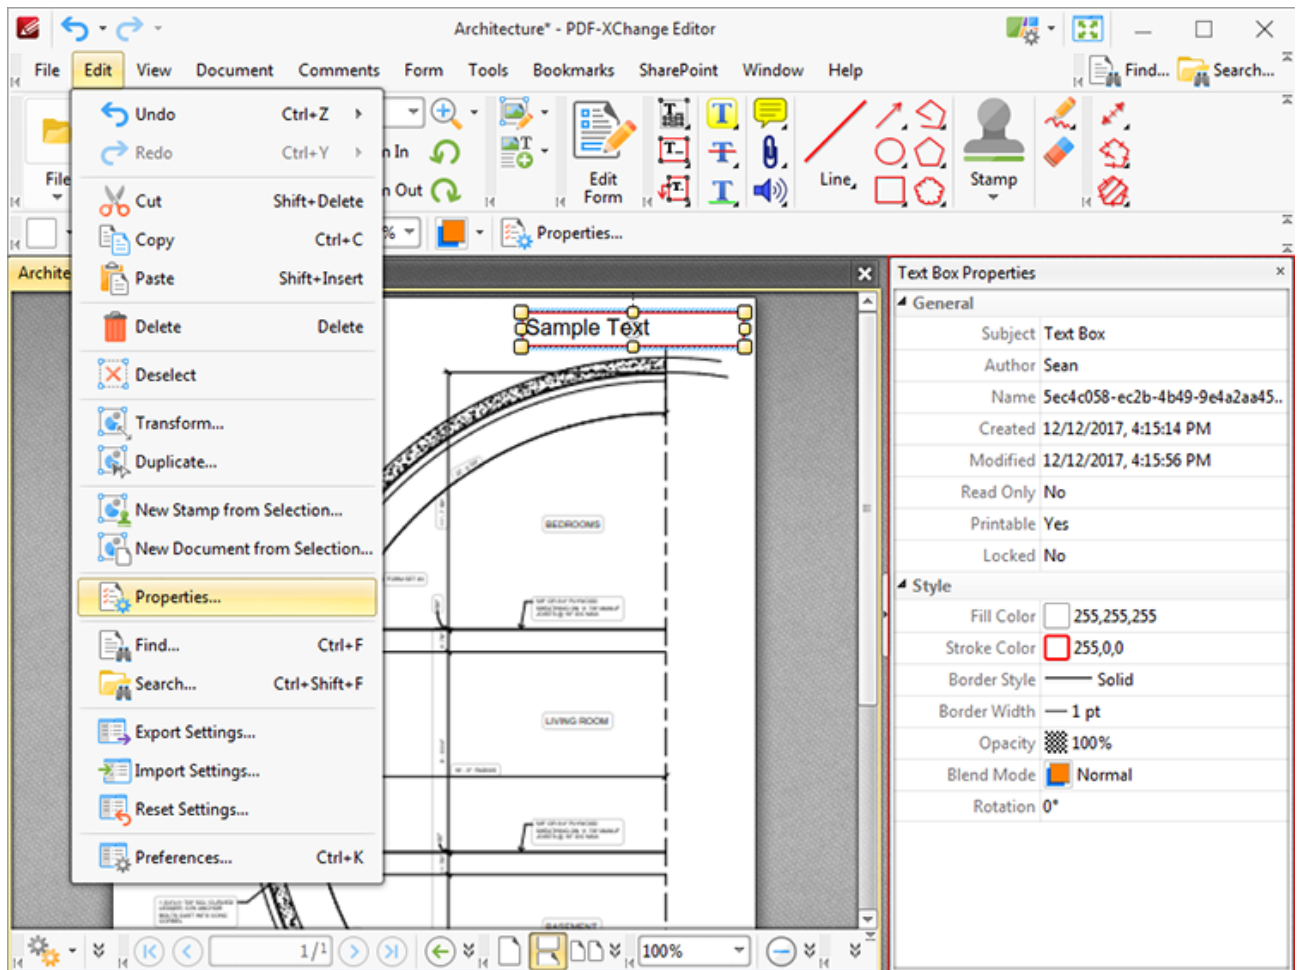 Architecture* - PDF-XChange Editor
File Edit View Document Comments Form Tools Bookmarks SharePoint Window Help Find... Search...
Undo Ctrl+Z
Redo Ctrl+Y
Cut Shift+Delete
Copy Ctrl+C
Paste Shift+Insert
Delete Delete
Deselect
Transform...
Duplicate...
New Stamp from Selection...
New Document from Selection...
Properties...
Find... Ctrl+F
Search... Ctrl+Shift+F
Export Settings...
Import Settings...
Reset Settings...
Preferences... Ctrl+K
File
n In
n Out
Edit
Form
Line
Stamp
%
Properties...
Archite
Sample Text
BEDROOMS
LIVING ROOM
BASEMENT
Text Box Properties
General
Subject Text Box
Author Sean
Name 5ec4c058-ec2b-4b49-9e4a2aa45..
Created 12/12/2017, 4:15:14 PM
Modified 12/12/2017, 4:15:56 PM
Read Only No
Printable Yes
Locked No
Style
Fill Color 255,255,255
Stroke Color 255,0,0
Border Style Solid
Border Width 1 pt
Opacity 100%
Blend Mode Normal
Rotation 0°
1/1
100%